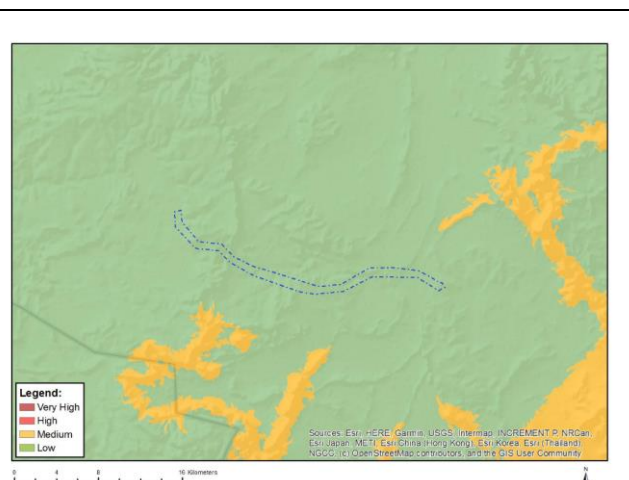 Legend:
Very High
High
Medium
Low
Sources: Esri, HERE, Garmin, USGS, Intermap, INCREMENT P, NRCan,
Esri Japan, METI, Esri China (Hong Kong), Esri Korea, Esri (Thailand),
NGCC, (c) OpenStreetMap contributors, and the GIS User Community
0 4 8 16 Kilometers
N